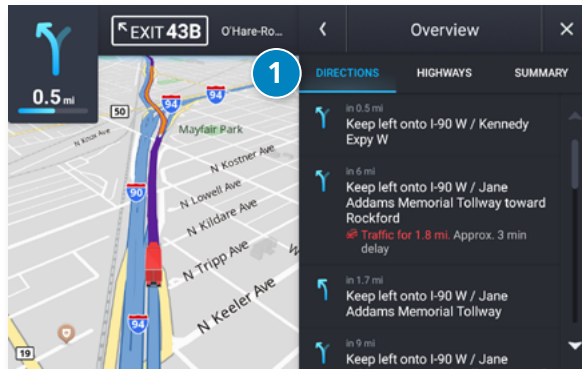 EXIT 43B
O'Hare-Ro...
0.5 mi
50
94
94
Mayfair Park
N Knox Ave
N Kostner Ave
90
N Lowell Ave
N Kildare Ave
N Tripp Ave
N Keeler Ave
94
19
Overview
1
DIRECTIONS
HIGHWAYS
SUMMARY
in 0.5 mi
Keep left onto I-90 W / Kennedy
Expy W
in 6 mi
Keep left onto I-90 W / Jane
Addams Memorial Tollway toward
Rockford
Traffic for 1.8 mi. Approx. 3 min
delay
in 1.7 mi
Keep left onto I-90 W / Jane
Addams Memorial Tollway
in 9 mi
Keep left onto I-90 W / Jane